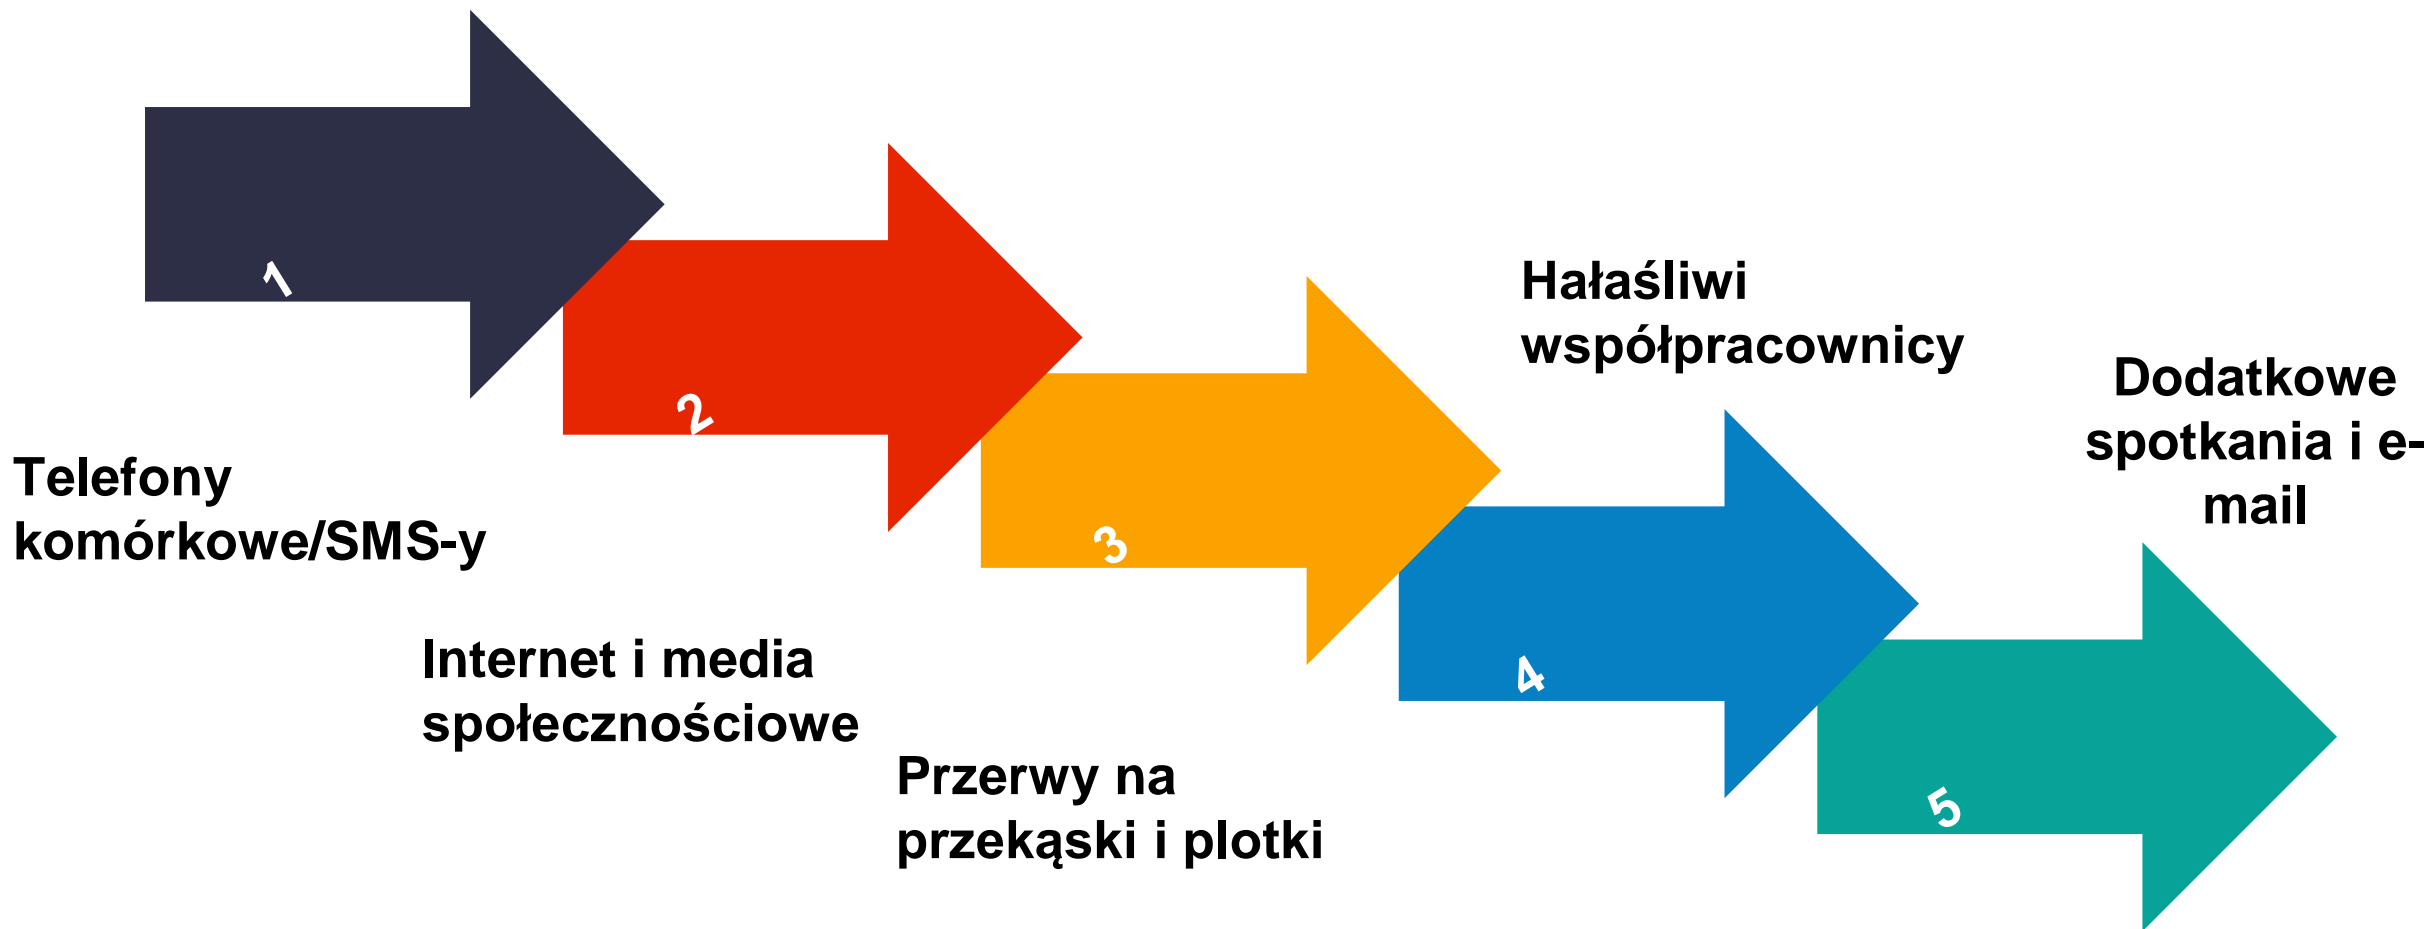 1
Telefony
komórkowe/SMS-y
2
Internet i media
społecznościowe
3
Przerwy na
przekąski i plotki
4
Hałaśliwi
współpracownicy
5
Dodatkowe
spotkania i e-
mail